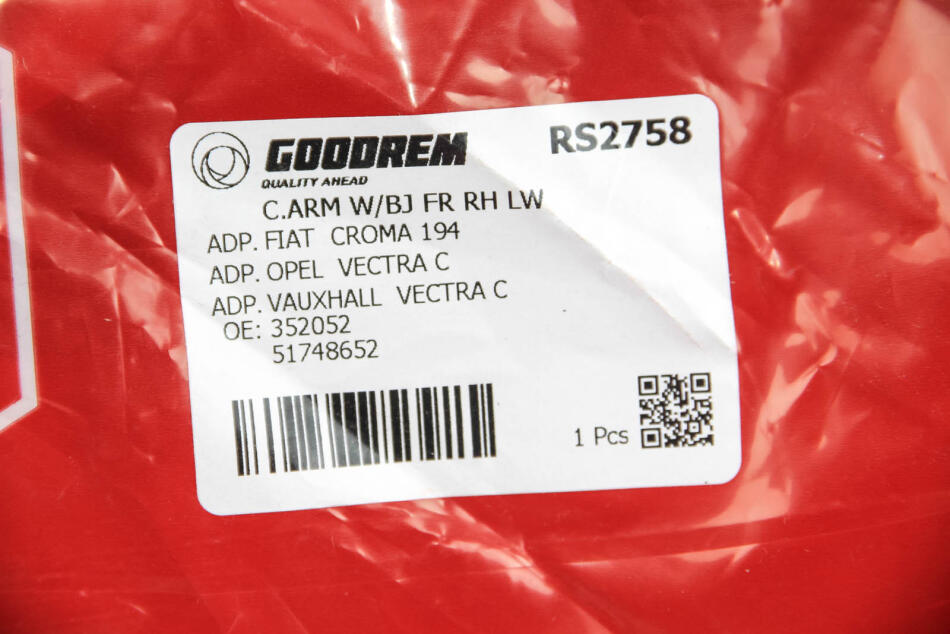 GOODREM
QUALITY AHEAD
RS2758
C.ARM W/BJ FR RH LW
ADP. FIAT CROMA 194
ADP. OPEL VECTRA C
ADP. VAUXHALL VECTRA C
OE: 352052
51748652
1 Pcs